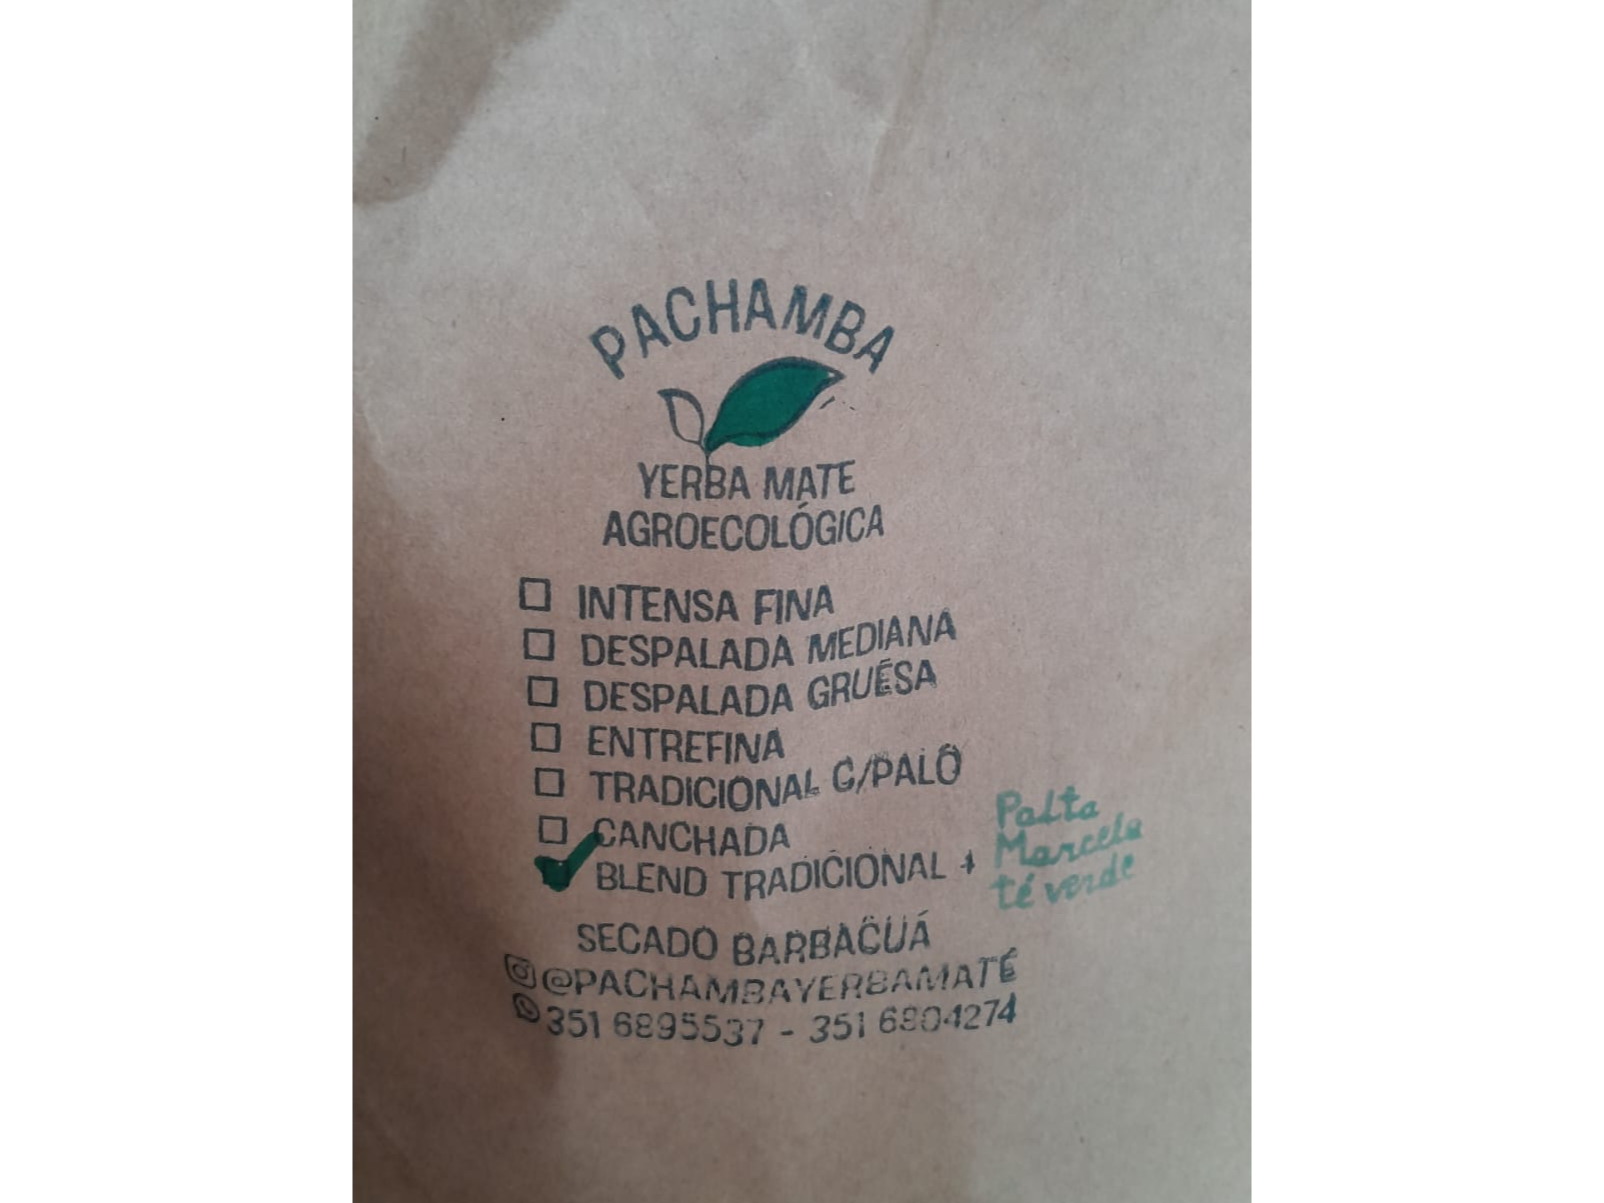 PACHAMBA
YERBA MATE
AGROECOLÓGICA
INTENSA FINA
DESPALADA MEDIANA
DESPALADA GRUESA
ENTREFINA
TRADICIONAL C/PALO
CANCHADA
BLEND TRADICIONAL + Palta Marcela té verde
SECADO BARBACUÁ
@PACHAMBAYERBAMATE
351 6895537 - 351 6804274